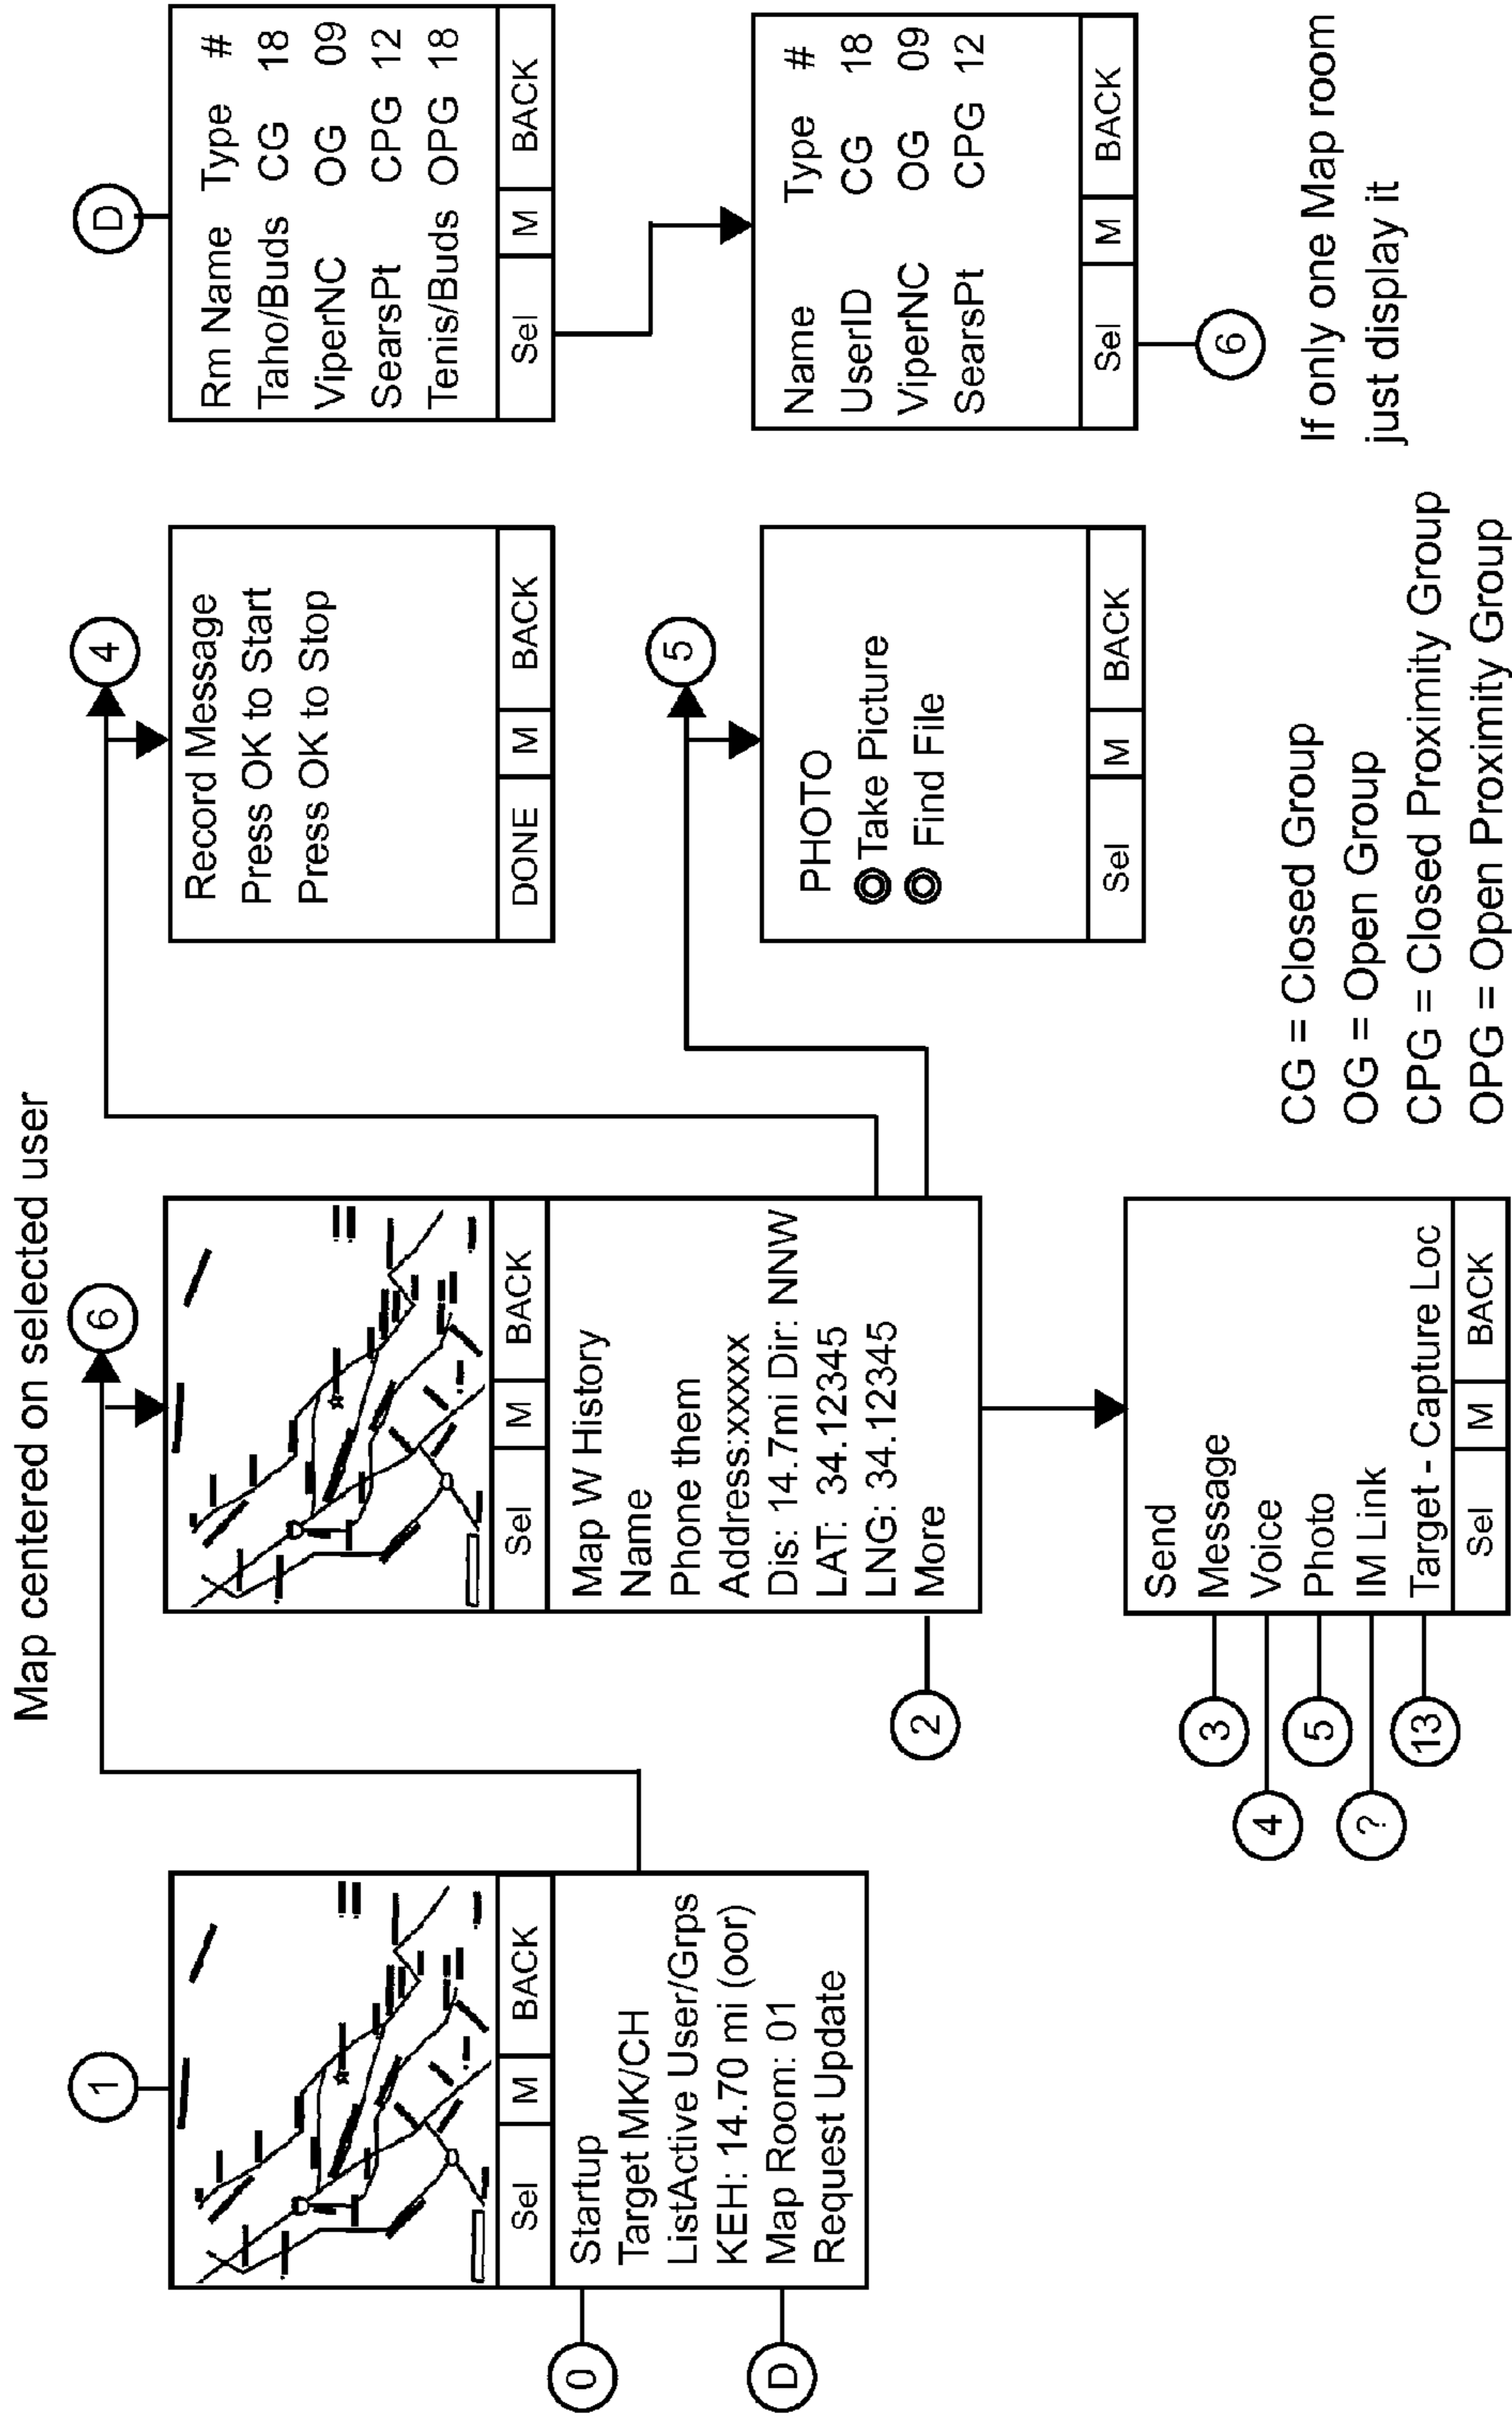 Map centered on selected user
1
Sel M BACK
Startup
Target MK/CH
ListActive User/Grps
KEH: 14.70 mi (oor)
Map Room: 01
Request Update
0
D
6
Sel M BACK
Map W History
Name
Phone them
Address:xxxxx
Dis: 14.7mi Dir: NNW
LAT: 34.12345
LNG: 34.12345
More
2
Send
Message
Voice
Photo
IM Link
Target - Capture Loc
Sel M BACK
3
4
5
?
13
4
Record Message
Press OK to Start
Press OK to Stop
DONE M BACK
5
PHOTO
Take Picture
Find File
Sel M BACK
CG = Closed Group
OG = Open Group
CPG = Closed Proximity Group
OPG = Open Proximity Group
D
Rm Name Type #
Taho/Buds CG 18
ViperNC OG 09
SearsPt CPG 12
Tenis/Buds OPG 18
Sel M BACK
Name Type #
UserID CG 18
ViperNC OG 09
SearsPt CPG 12
Sel M BACK
6
If only one Map room
just display it